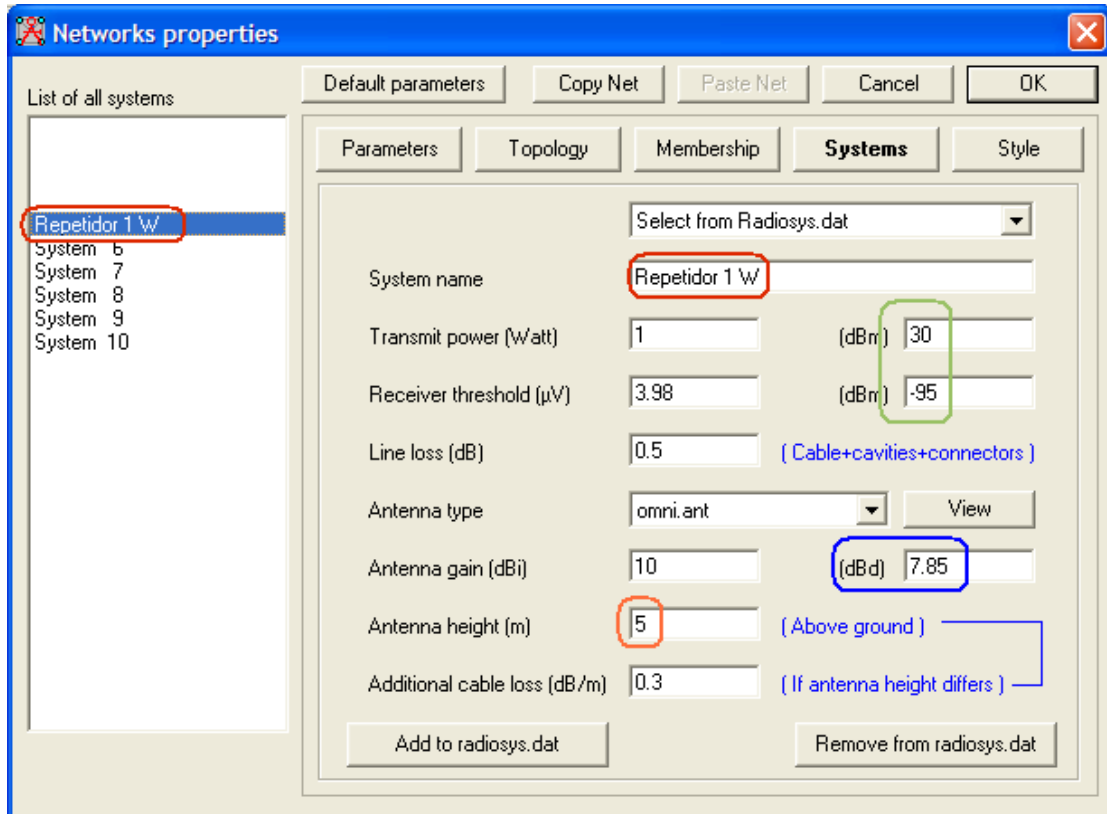 Networks properties
List of all systems
Default parameters
Copy Net
Paste Net
Cancel
OK
Parameters
Topology
Membership
Systems
Style
Repetidor 1 W
System 6
System 7
System 8
System 9
System 10
Select from Radiosys.dat
System name
Repetidor 1 W
Transmit power (Watt)
1
(dBm)
30
Receiver threshold (µV)
3.98
(dBm)
-95
Line loss (dB)
0.5
( Cable+cavities+connectors )
Antenna type
omni.ant
View
Antenna gain (dBi)
10
(dBd)
7.85
Antenna height (m)
5
( Above ground )
Additional cable loss (dB/m)
0.3
( If antenna height differs )
Add to radiosys.dat
Remove from radiosys.dat